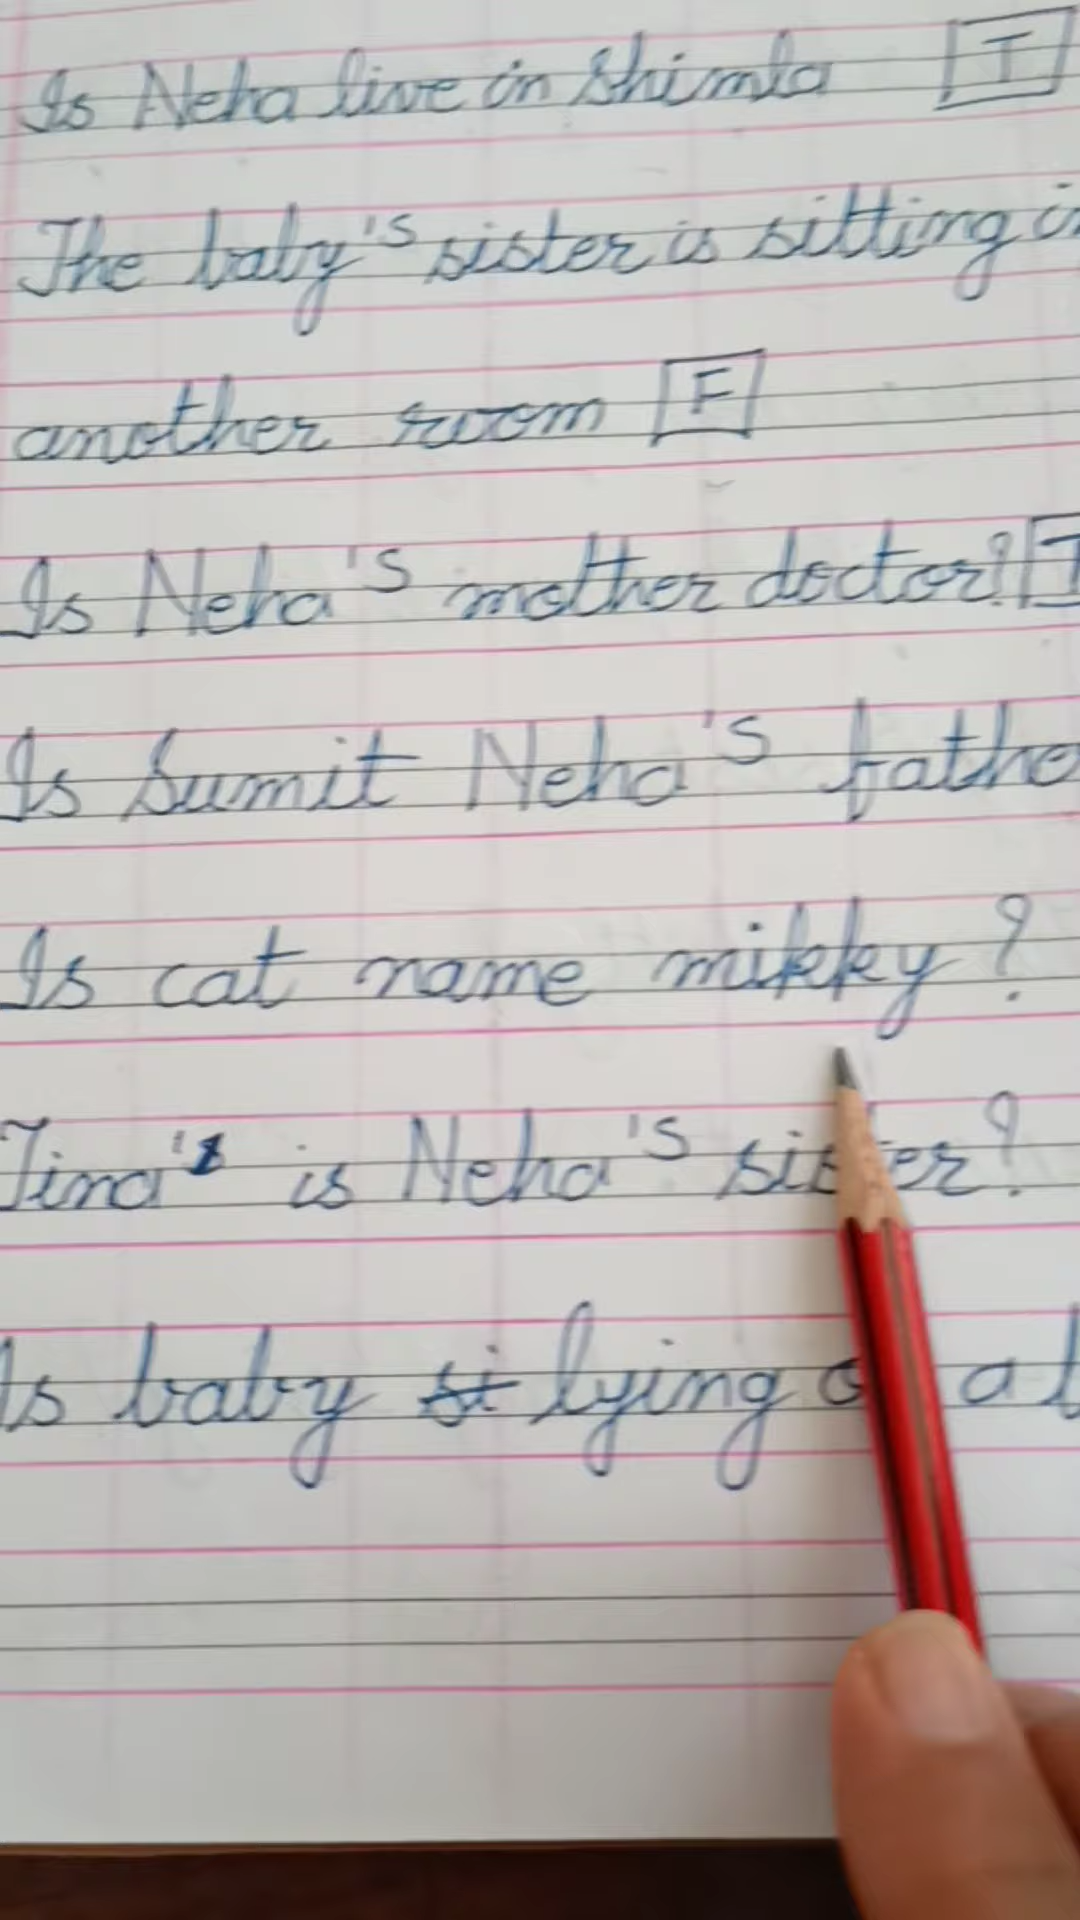 Is Neha live in Shimla T
The baby's sister is sitting
another room F
Is Neha's mother doctor?
Is Sumit Neha's
Is cat name mikky ?
Tina's is Neha's sister?
Is baby lying a